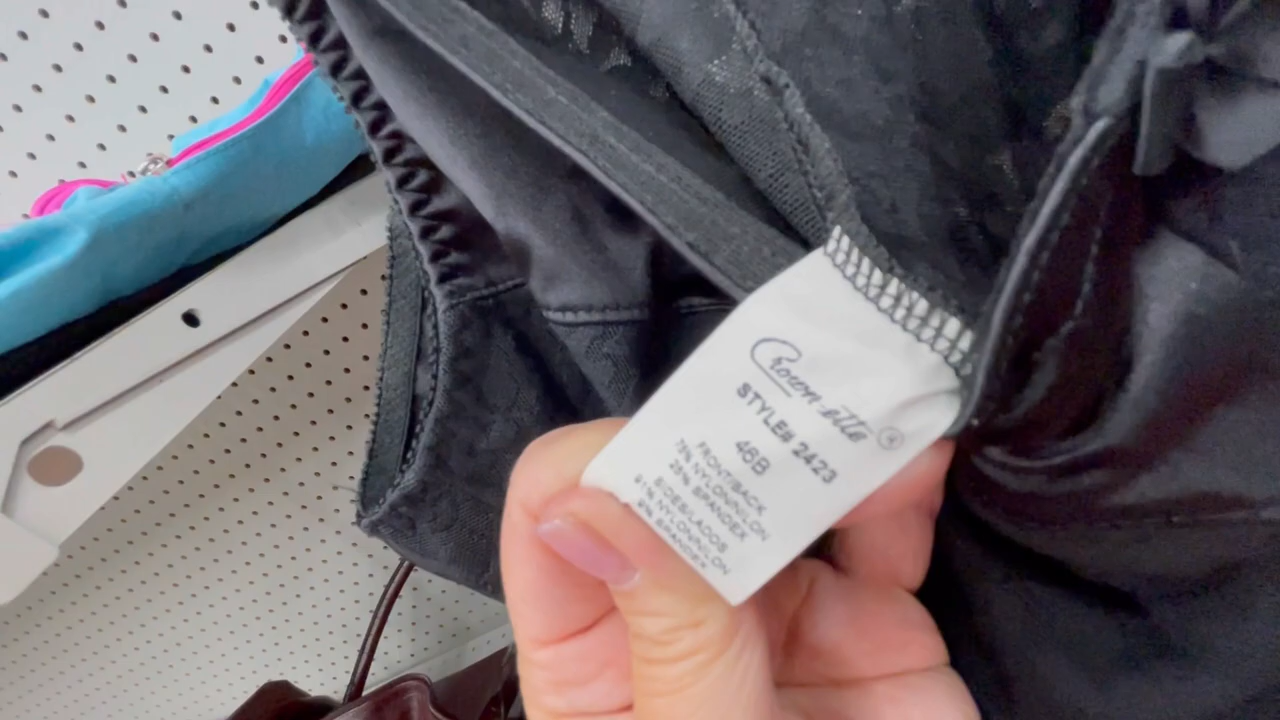 Crown-ette ®
STYLE# 2423
46B
FRONT/BACK
75% NYLON/NILON
25% SPANDEX
SIDES/LADOS
91% NYLON/NILON
9% SPANDEX